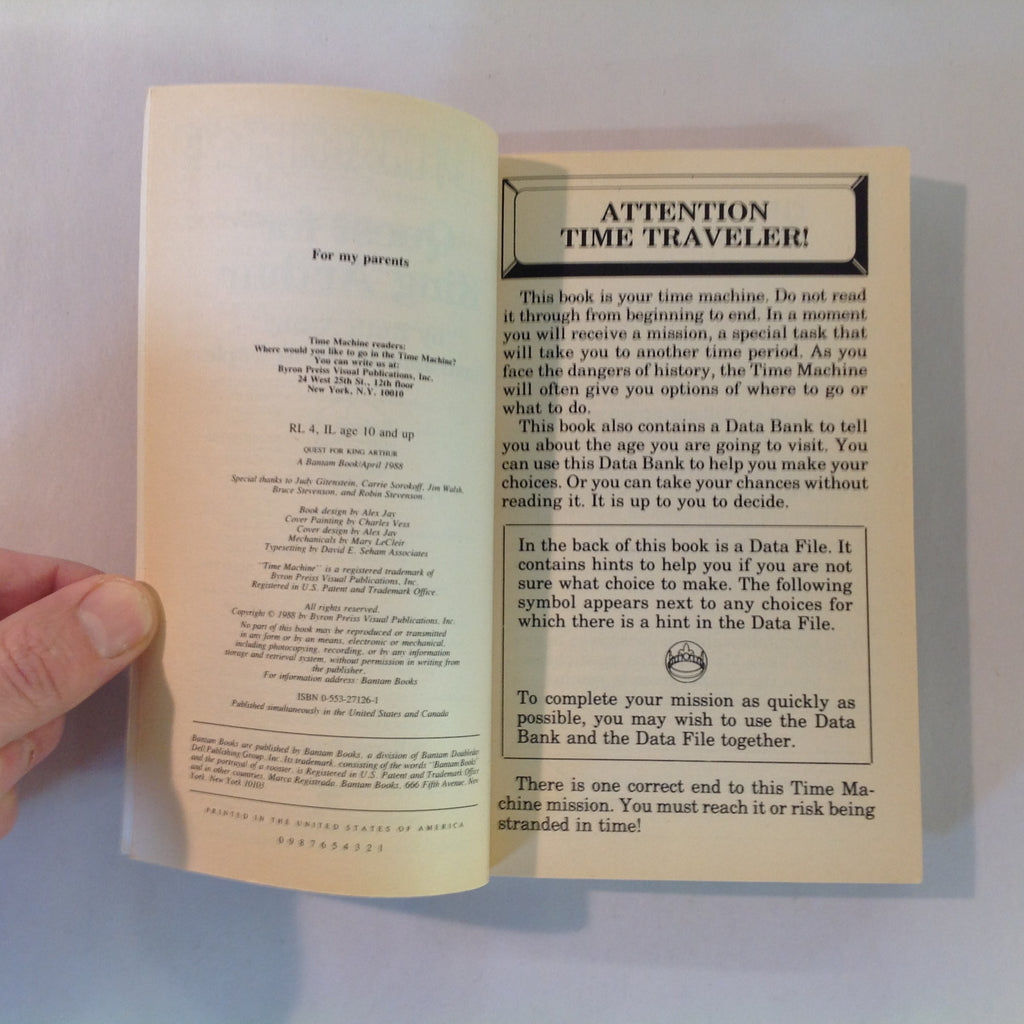 For my parents
Time Machine readers:
Where would you like to go in the Time Machine?
You can write us at:
Byron Preiss Visual Publications, Inc.
24 West 25th St., 12th floor
New York, N.Y. 10010
RL 4, IL age 10 and up
QUEST FOR KING ARTHUR
A Bantam Book/April 1988
Special thanks to Judy Gitenstein, Carrie Sorokoff, Jim Walsh,
Bruce Stevenson, and Robin Stevenson.
Book design by Alex Jay
Cover Painting by Charles Vess
Cover design by Alex Jay
Mechanicals by Mary LeCleir
Typesetting by David E. Seham Associates
"Time Machine" is a registered trademark of
Byron Preiss Visual Publications, Inc.
Registered in U.S. Patent and Trademark Office.
All rights reserved.
Copyright © 1988 by Byron Preiss Visual Publications, Inc.
No part of this book may be reproduced or transmitted
in any form or by an means, electronic or mechanical,
including photocopying, recording, or by any information
storage and retrieval system, without permission in writing from
the publisher.
For information address: Bantam Books
ISBN 0-553-27126-1
Published simultaneously in the United States and Canada
Bantam Books are published by Bantam Books, a division of Bantam Doubleday
Dell Publishing Group, Inc. Its trademark, consisting of the words "Bantam Books"
and the portrayal of a rooster, is Registered in U.S. Patent and Trademark Office
and in other countries. Marca Registrada. Bantam Books, 666 Fifth Avenue, New
York, New York 10103.
PRINTED IN THE UNITED STATES OF AMERICA
0 9 8 7 6 5 4 3 2 1
ATTENTION
TIME TRAVELER!
This book is your time machine. Do not read
it through from beginning to end. In a moment
you will receive a mission, a special task that
will take you to another time period. As you
face the dangers of history, the Time Machine
will often give you options of where to go or
what to do.
This book also contains a Data Bank to tell
you about the age you are going to visit. You
can use this Data Bank to help you make your
choices. Or you can take your chances without
reading it. It is up to you to decide.
In the back of this book is a Data File. It
contains hints to help you if you are not
sure what choice to make. The following
symbol appears next to any choices for
which there is a hint in the Data File.
To complete your mission as quickly as
possible, you may wish to use the Data
Bank and the Data File together.
There is one correct end to this Time Ma-
chine mission. You must reach it or risk being
stranded in time!